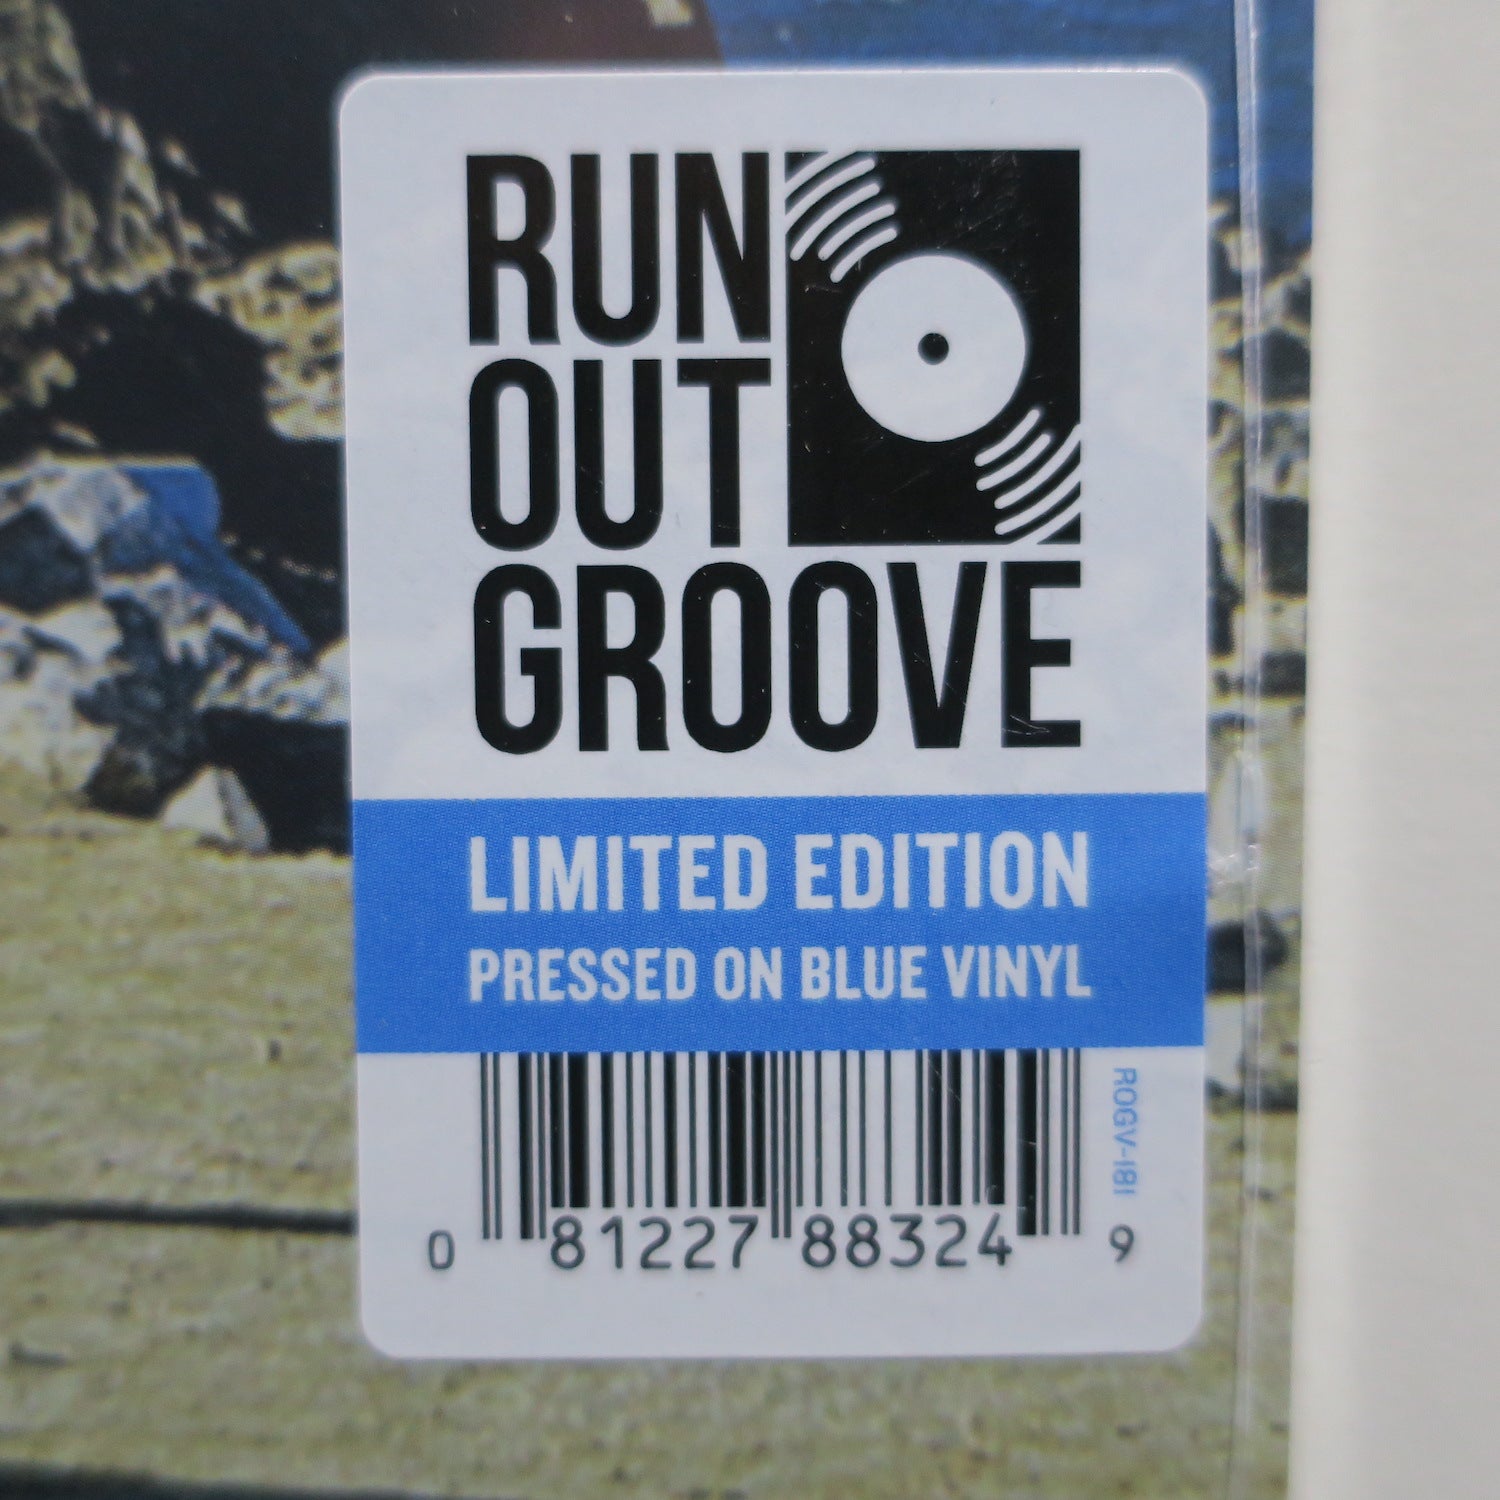 RUN
OUT
GROOVE
LIMITED EDITION
PRESSED ON BLUE VINYL
ROGV-181
0 81227 88324 9